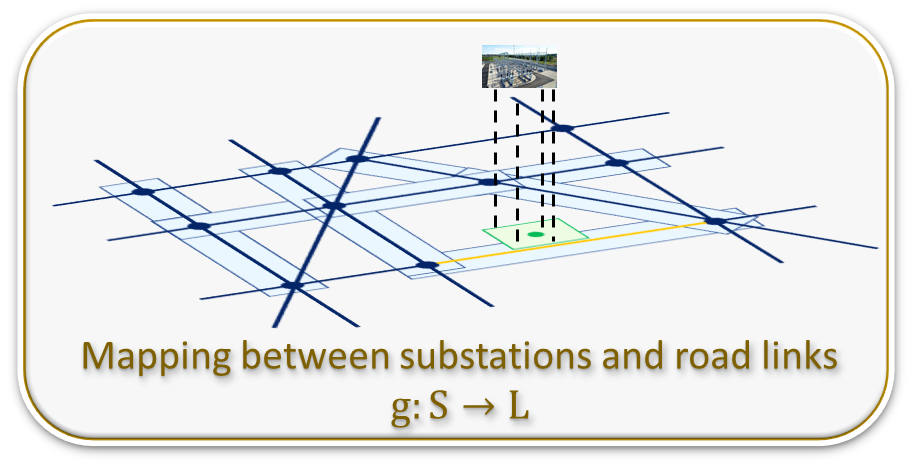 Mapping between substations and road links
g: S → L